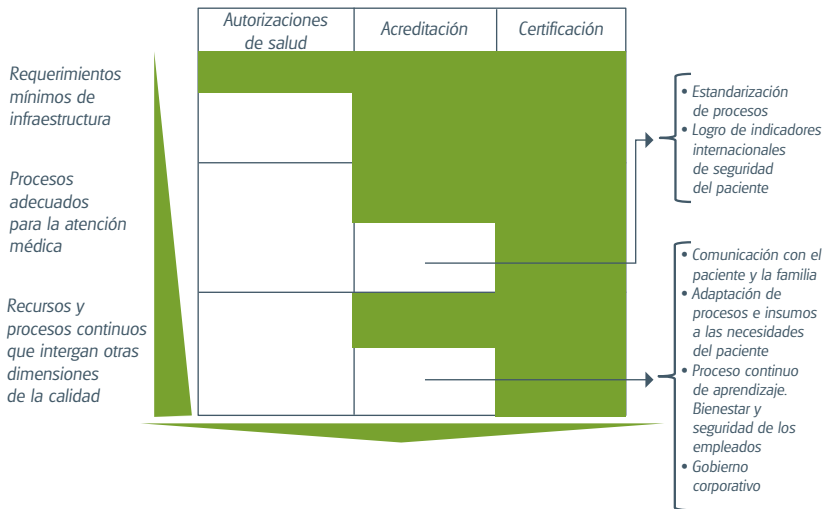 Autorizaciones
de salud
Acreditación
Certificación
Requerimientos
mínimos de
infraestructura
Procesos
adecuados
para la atención
médica
Recursos y
procesos continuos
que intergan otras
dimensiones
de la calidad
• Estandarización
de procesos
• Logro de indicadores
internacionales
de seguridad
del paciente
• Comunicación con el
paciente y la familia
• Adaptación de
procesos e insumos
a las necesidades
del paciente
• Proceso continuo
de aprendizaje.
Bienestar y
seguridad de los
empleados
• Gobierno
corporativo